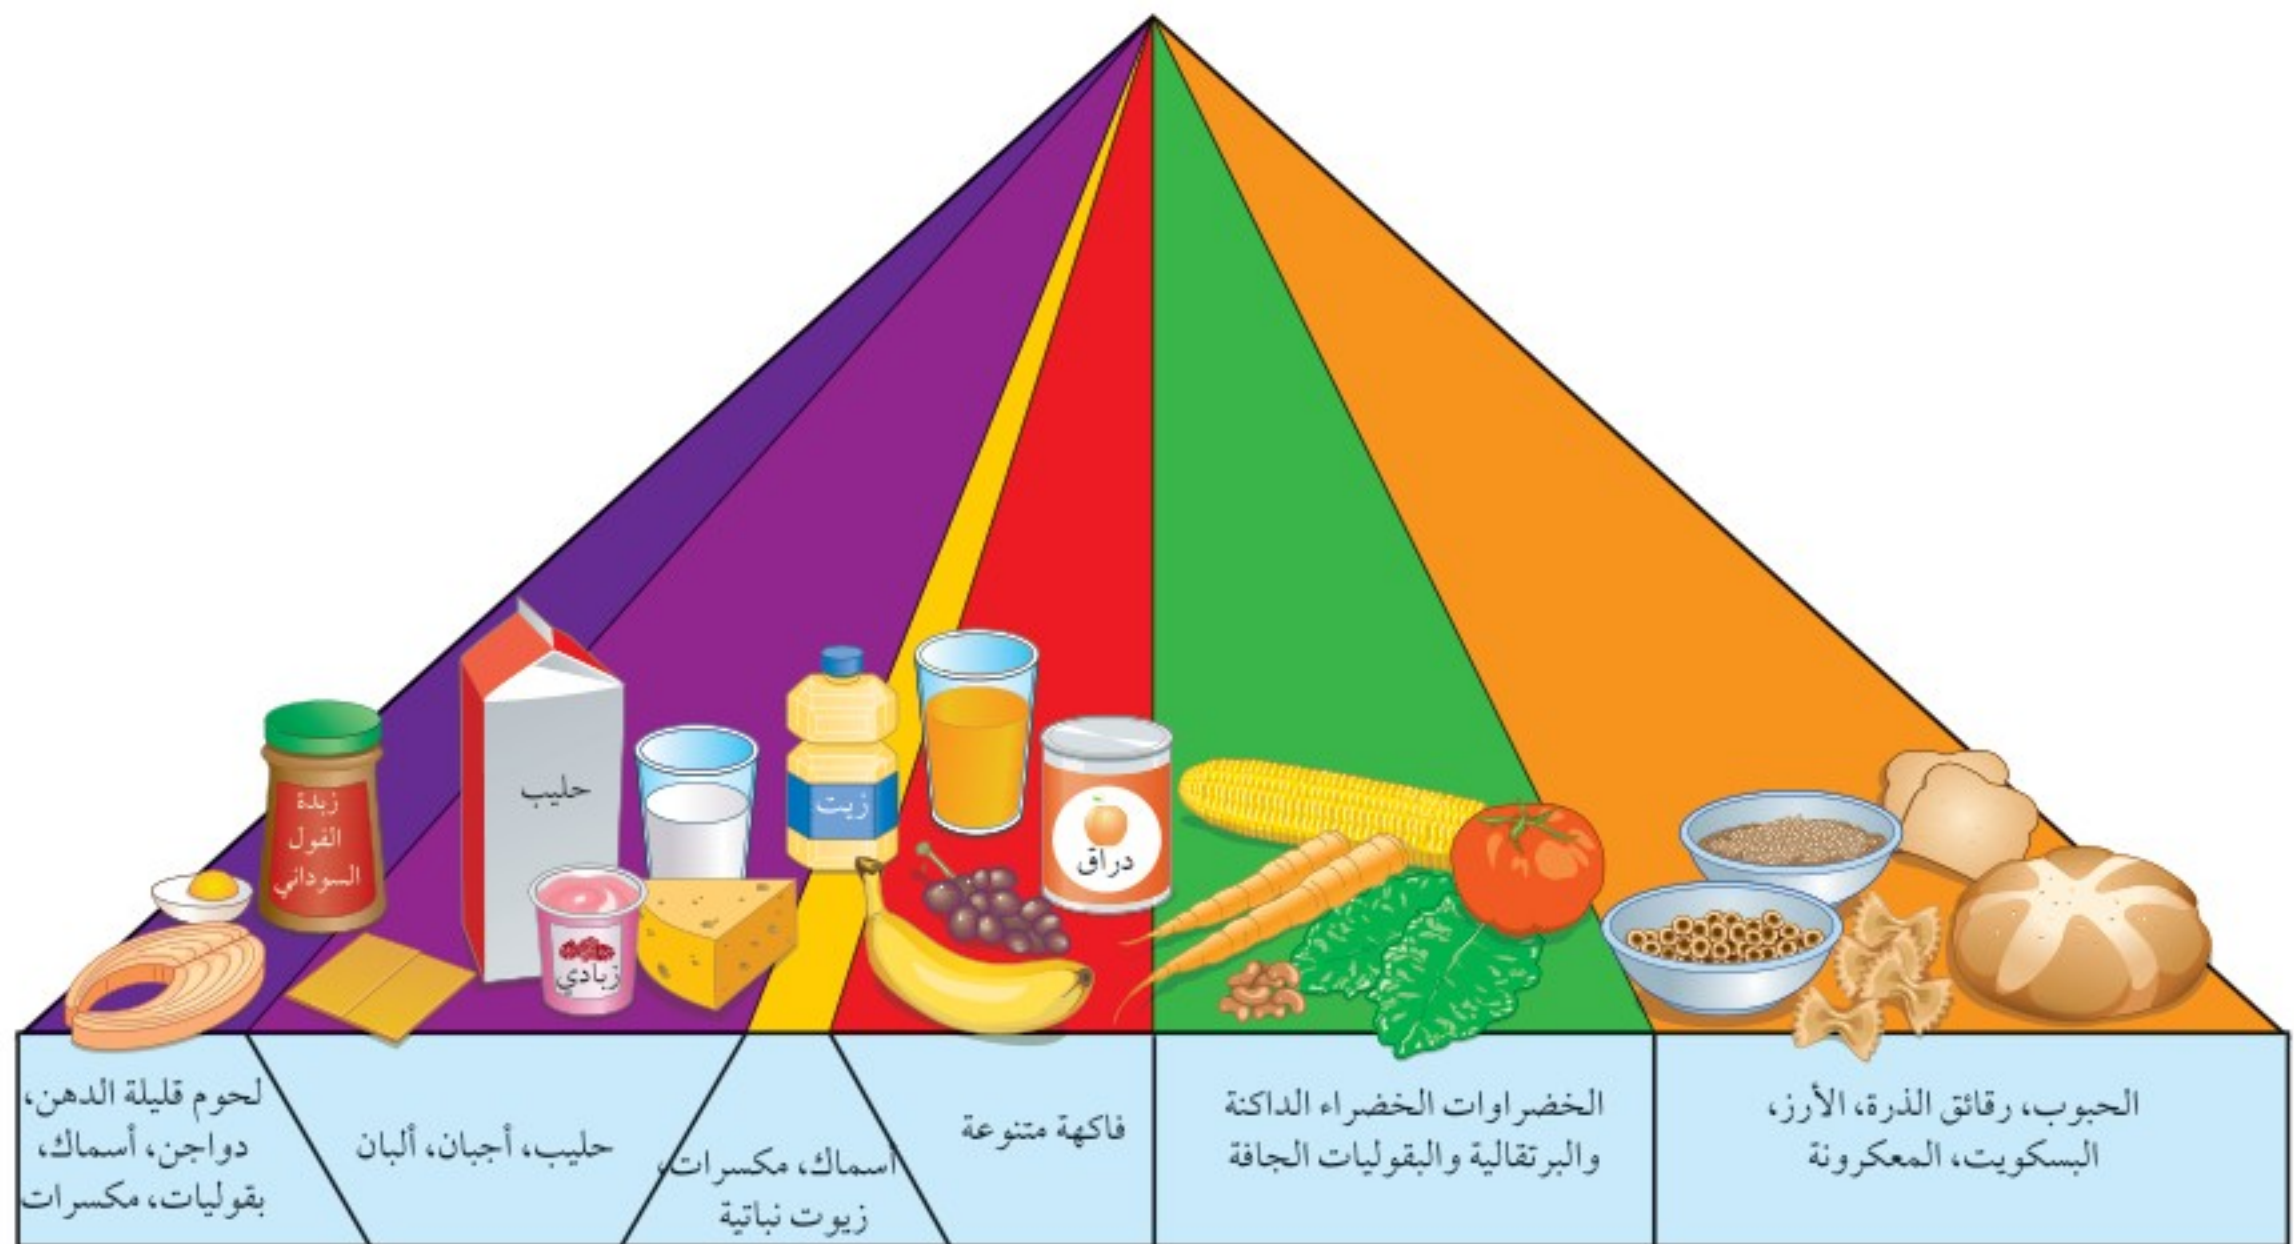 زبدة
الفول
السوداني
حليب
زبادي
زيت
دراق
الحبوب، رقائق الذرة، الأرز،
البسكويت، المعكرونة
الخضراوات الخضراء الداكنة
والبرتقالية والبقوليات الجافة
فاكهة متنوعة
أسماك، مكسرات،
زيوت نباتية
حليب، أجبان، ألبان
لحوم قليلة الدهن،
دواجن، أسماك،
بقوليات، مكسرات